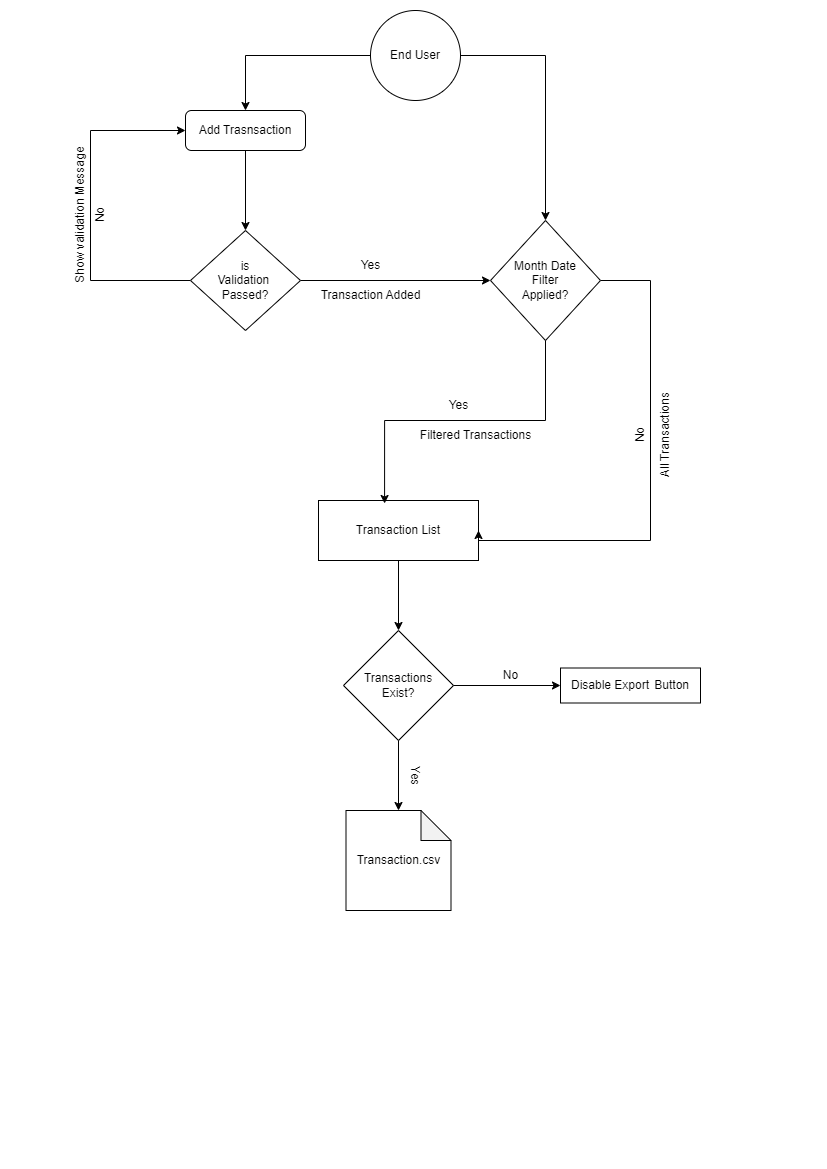 End User
Add Trasnsaction
Show validation Message
No
is
Validation
Passed?
Yes
Transaction Added
Month Date
Filter
Applied?
Yes
Filtered Transactions
No
All Transactions
Transaction List
Transactions
Exist?
No
Disable Export Button
Yes
Transaction.csv